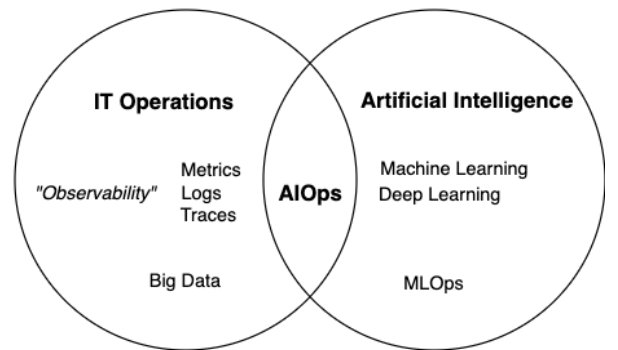 IT Operations
Artificial Intelligence
"Observability"
Metrics
Logs
Traces
AIOps
Machine Learning
Deep Learning
Big Data
MLOps